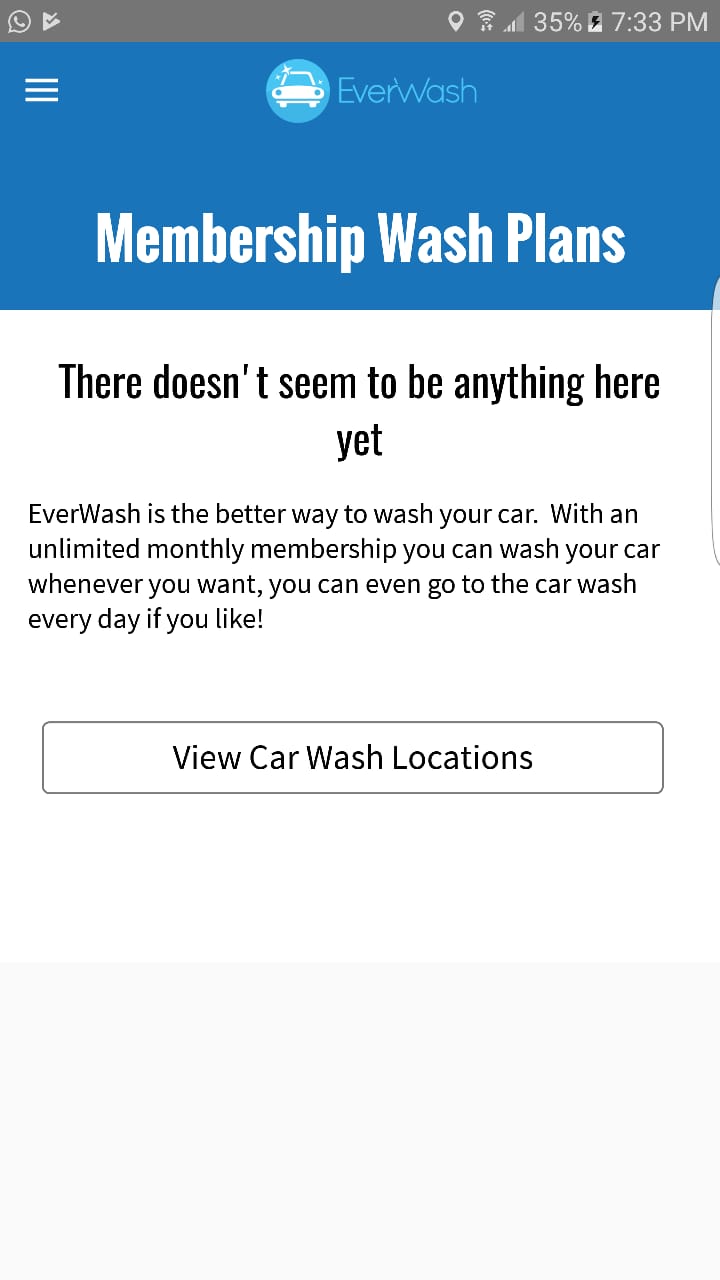 35% 7:33 PM
EverWash
Membership Wash Plans
There doesn't seem to be anything here
yet
EverWash is the better way to wash your car.  With an
unlimited monthly membership you can wash your car
whenever you want, you can even go to the car wash
every day if you like!
View Car Wash Locations